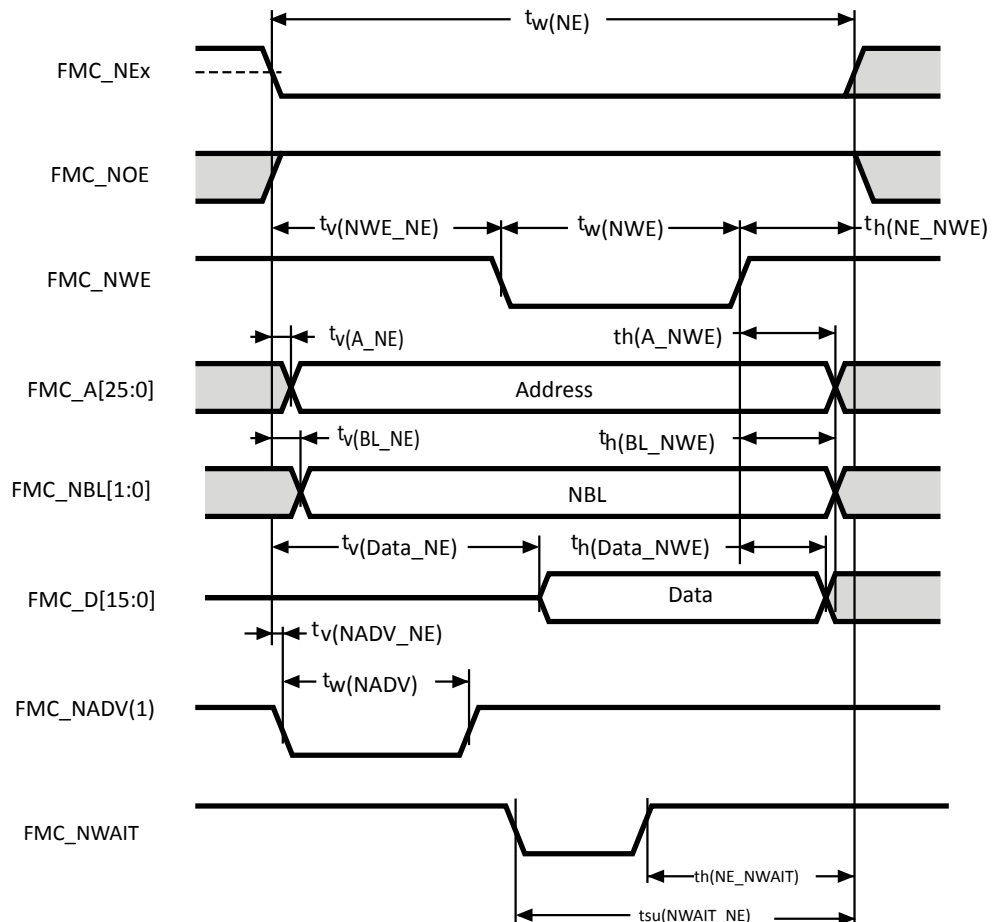 tw(NE)
FMC_NEx
FMC_NOE
tv(NWE_NE)
tw(NWE)
th(NE_NWE)
FMC_NWE
tv(A_NE)
th(A_NWE)
FMC_A[25:0]
Address
tv(BL_NE)
th(BL_NWE)
FMC_NBL[1:0]
NBL
tv(Data_NE)
th(Data_NWE)
FMC_D[15:0]
Data
tv(NADV_NE)
tw(NADV)
FMC_NADV(1)
FMC_NWAIT
th(NE_NWAIT)
tsu(NWAIT_NE)